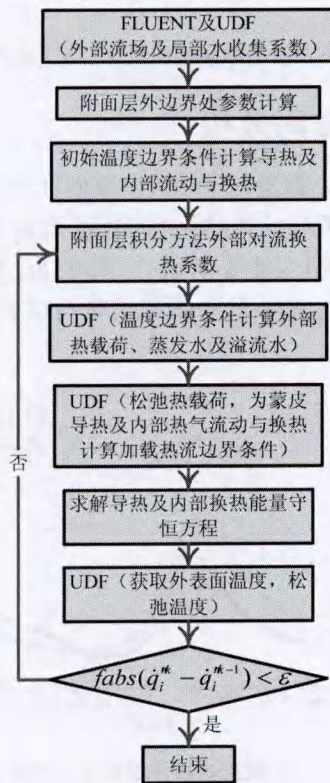 FLUENT及UDF
(外部流场及局部水收集系数)
附面层外边界处参数计算
初始温度边界条件计算导热及
内部流动与换热
附面层积分方法外部对流换
热系数
UDF(温度边界条件计算外部
热载荷、蒸发水及溢流水)
UDF(松弛热载荷,为蒙皮
导热及内部热气流动与换热
计算加载热流边界条件)
否
求解导热及内部换热能量守
恒方程
UDF(获取外表面温度,松
弛温度)
fabs(q̇ᵢ″ᵏ − q̇ᵢ″ᵏ⁻¹) < ε
是
结束